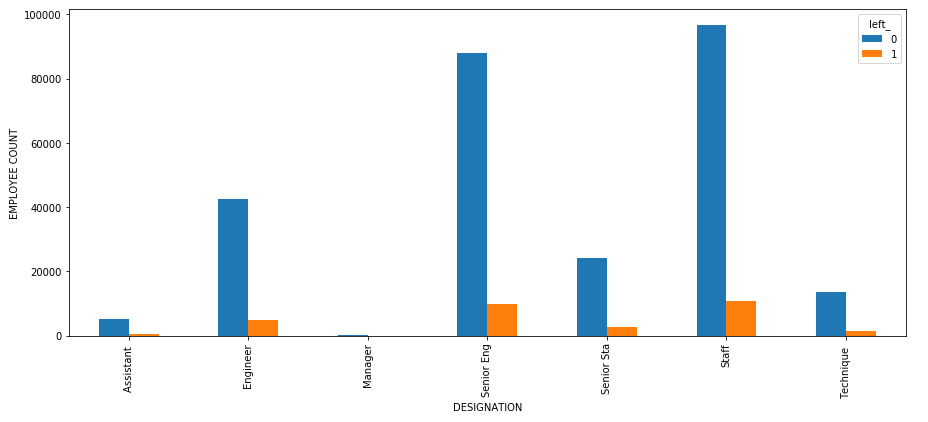 100000
80000
60000
40000
20000
0
EMPLOYEE COUNT
left_
0
1
Assistant
Engineer
Manager
Senior Eng
Senior Sta
Staff
Technique
DESIGNATION